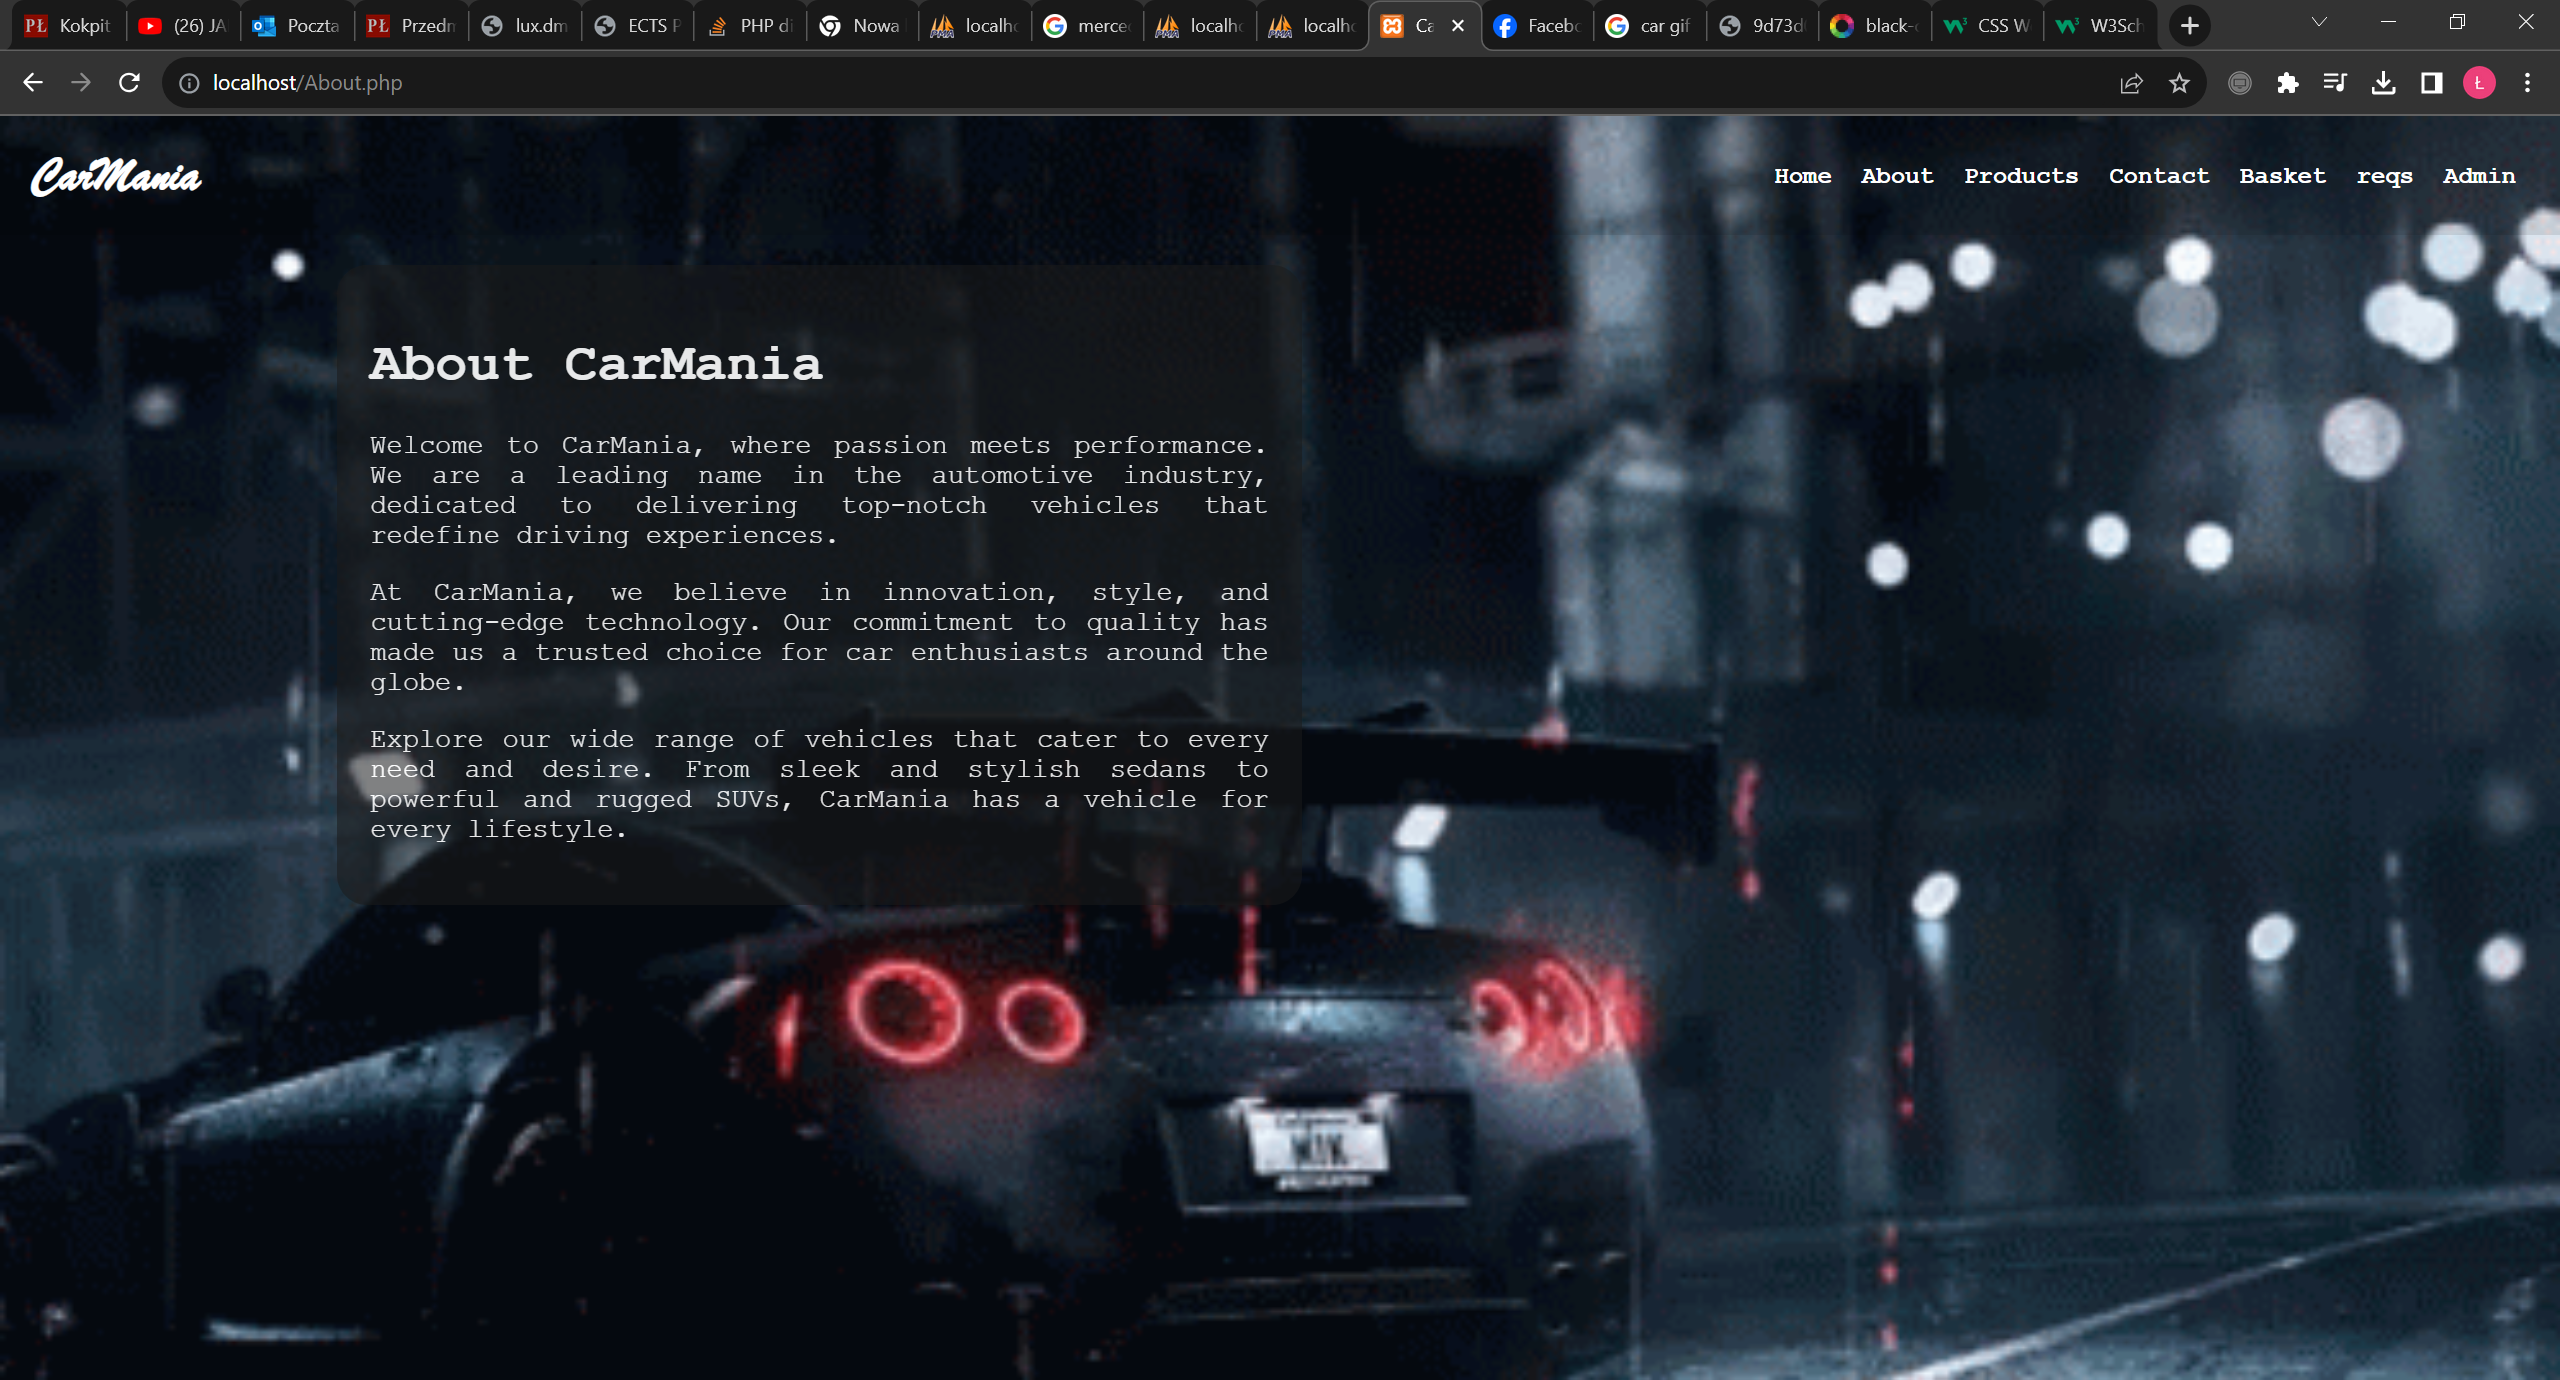 Kokpit
(26) JA
Poczta
Przedm
lux.dm
ECTS P
PHP di
Nowa
localho
merce
localho
localho
Ca
Facebo
car gif
9d73d
black-
CSS W
W3Sch
localhost/About.php
Ł
CarMania
Home
About
Products
Contact
Basket
reqs
Admin
About CarMania
Welcome to CarMania, where passion meets performance.
We are a leading name in the automotive industry,
dedicated to delivering top-notch vehicles that
redefine driving experiences.
At CarMania, we believe in innovation, style, and
cutting-edge technology. Our commitment to quality has
made us a trusted choice for car enthusiasts around the
globe.
Explore our wide range of vehicles that cater to every
need and desire. From sleek and stylish sedans to
powerful and rugged SUVs, CarMania has a vehicle for
every lifestyle.